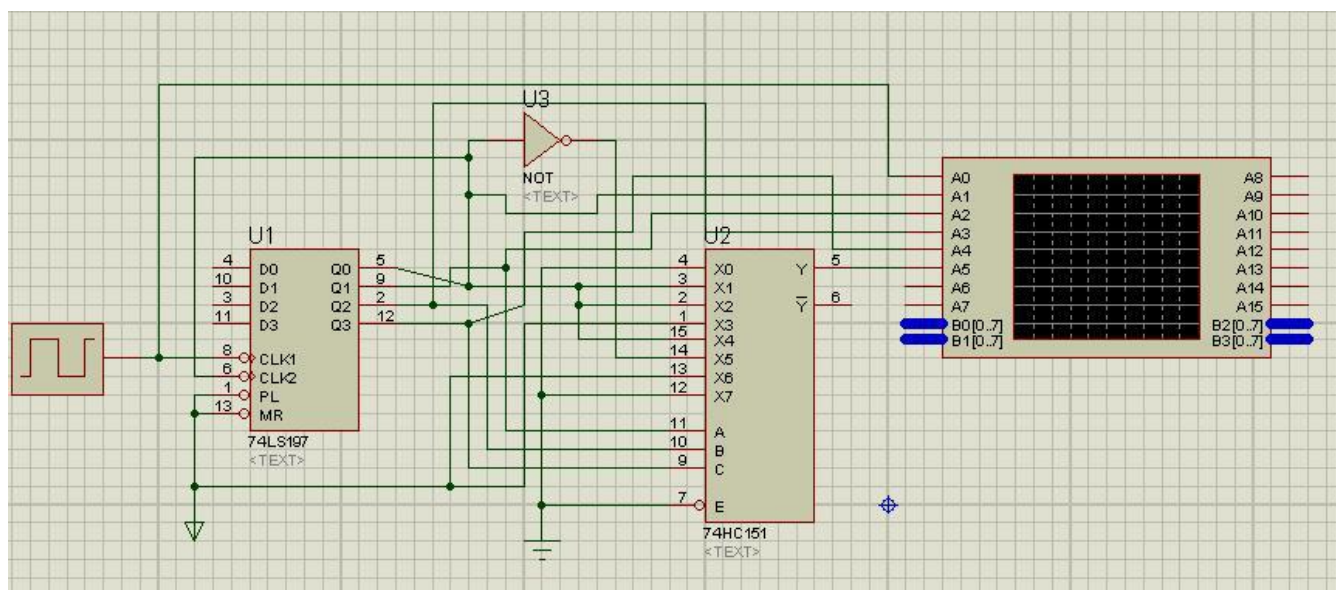 U3
NOT
<TEXT>
U1
4 D0 Q0 5
10 D1 Q1 9
3 D2 Q2 2
11 D3 Q3 12
8 CLK1
6 CLK2
1 PL
13 MR
74LS197
<TEXT>
U2
4 X0 Y 5
3 X1
2 X2 Y 6
1 X3
15 X4
14 X5
13 X6
12 X7
11 A
10 B
9 C
7 E
74HC151
<TEXT>
A0 A8
A1 A9
A2 A10
A3 A11
A4 A12
A5 A13
A6 A14
A7 A15
B0[0..7] B2[0..7]
B1[0..7] B3[0..7]